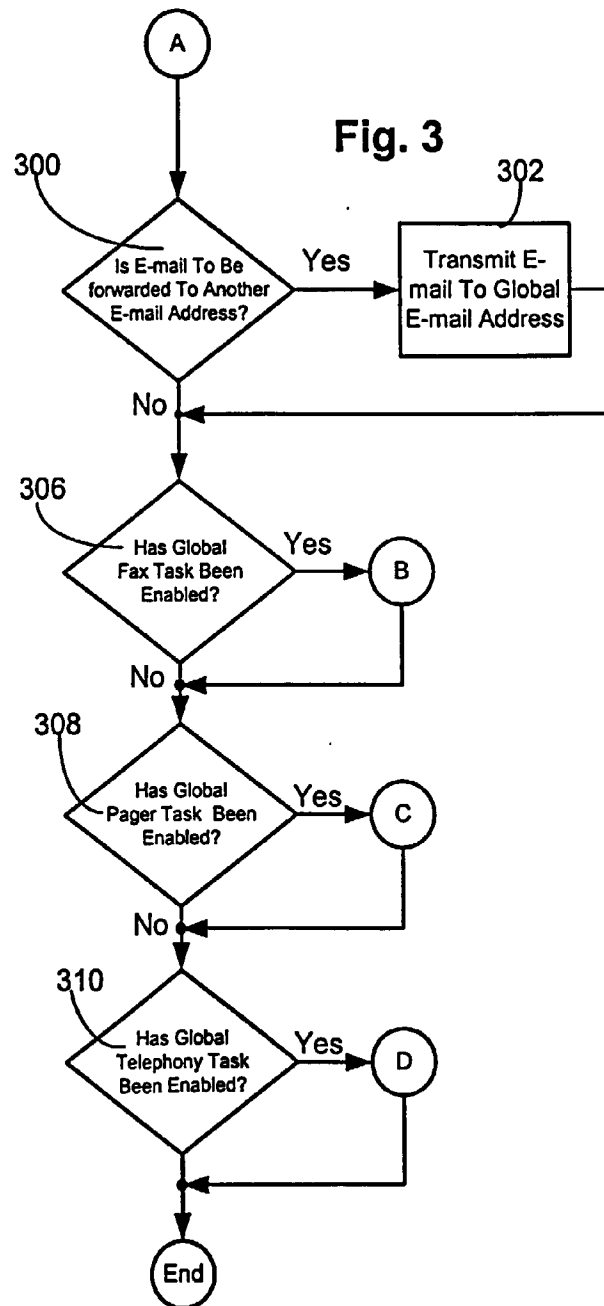 A
Fig. 3
300
302
Is E-mail To Be
forwarded To Another
E-mail Address?
Yes
Transmit E-
mail To Global
E-mail Address
No
306
Has Global
Fax Task Been
Enabled?
Yes
B
No
308
Has Global
Pager Task Been
Enabled?
Yes
C
No
310
Has Global
Telephony Task
Been Enabled?
Yes
D
End